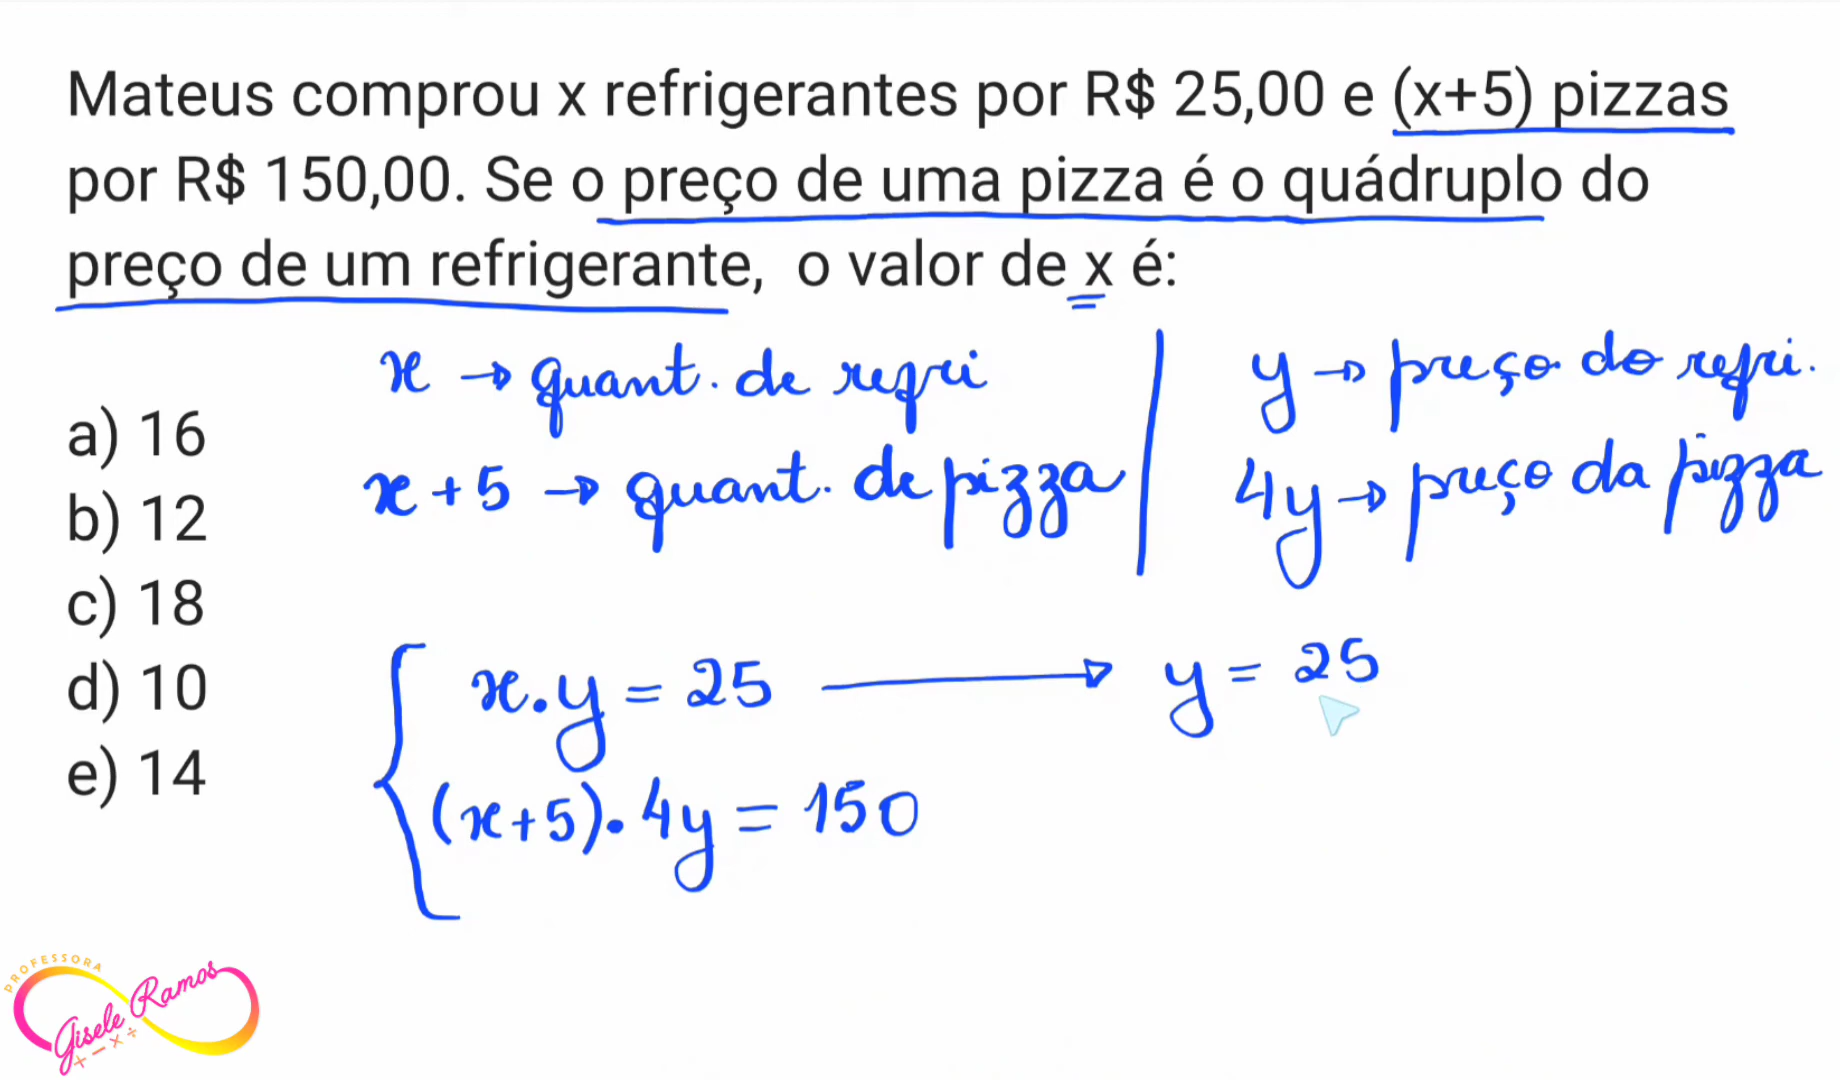 Mateus comprou x refrigerantes por R$ 25,00 e (x+5) pizzas
por R$ 150,00. Se o preço de uma pizza é o quádruplo do
preço de um refrigerante, o valor de x é:
x → quant. de refri
y → preço do refri.
x + 5 → quant. de pizza
4y → preço da pizza
a) 16
b) 12
c) 18
d) 10
e) 14
x . y = 25 → y = 25
(x+5) . 4y = 150
PROFESSORA
Gisele Ramos
+ − × ÷